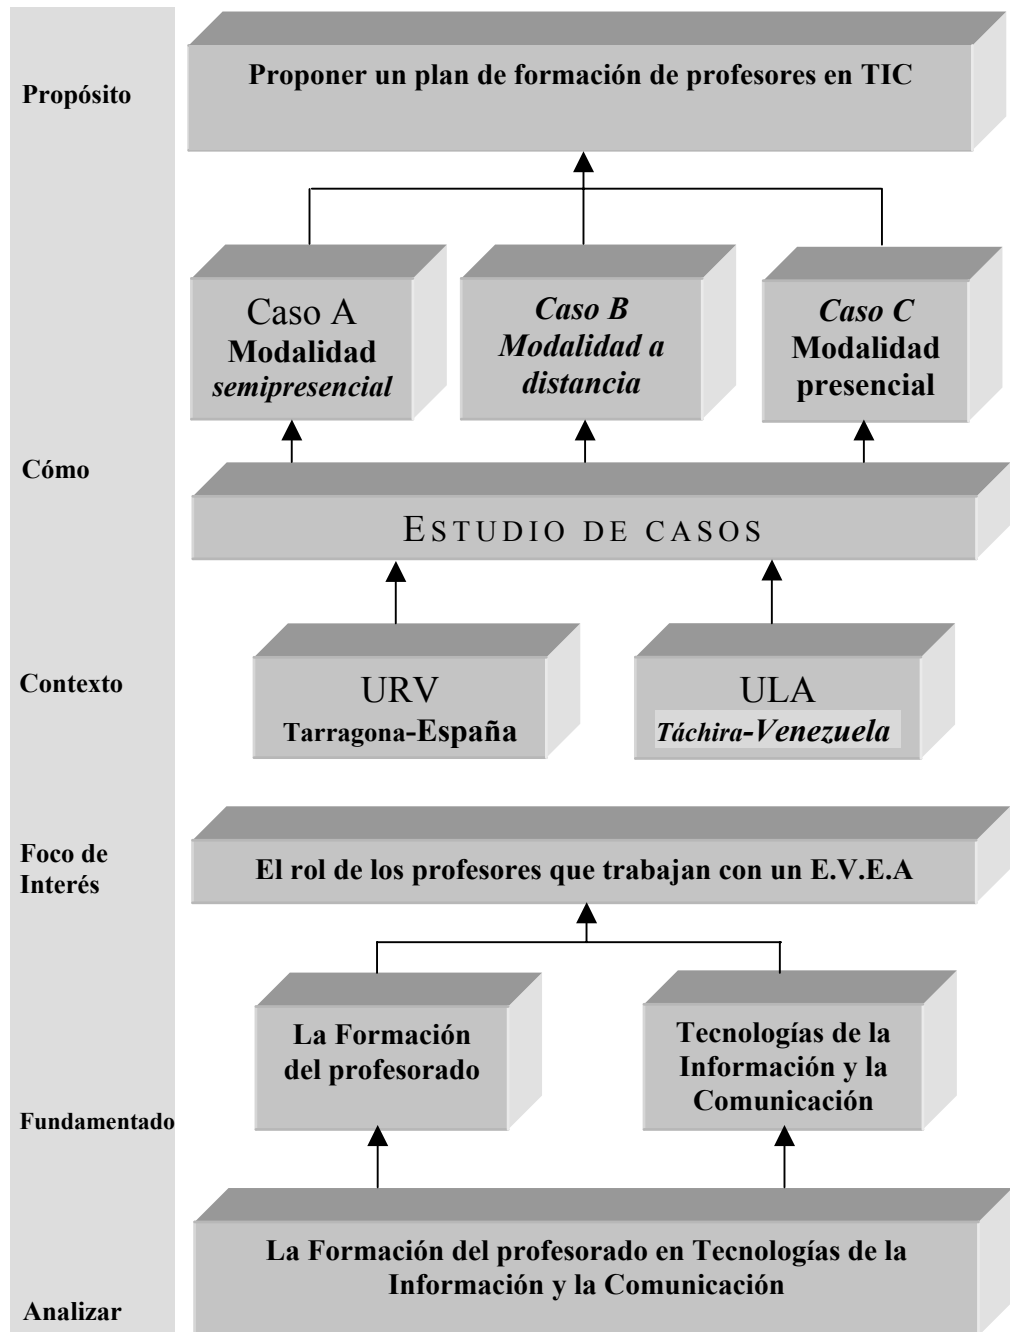 Propósito
Proponer un plan de formación de profesores en TIC
Caso A
Modalidad
semipresencial
Caso B
Modalidad a
distancia
Caso C
Modalidad
presencial
Cómo
ESTUDIO DE CASOS
Contexto
URV
Tarragona-España
ULA
Táchira-Venezuela
Foco de
Interés
El rol de los profesores que trabajan con un E.V.E.A
Fundamentado
La Formación
del profesorado
Tecnologías de la
Información y la
Comunicación
Analizar
La Formación del profesorado en Tecnologías de la
Información y la Comunicación